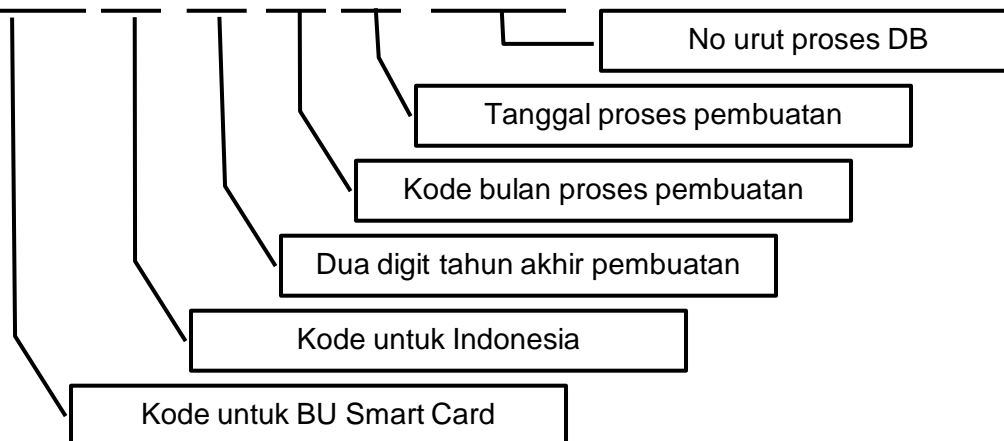 No urut proses DB
Tanggal proses pembuatan
Kode bulan proses pembuatan
Dua digit tahun akhir pembuatan
Kode untuk Indonesia
Kode untuk BU Smart Card